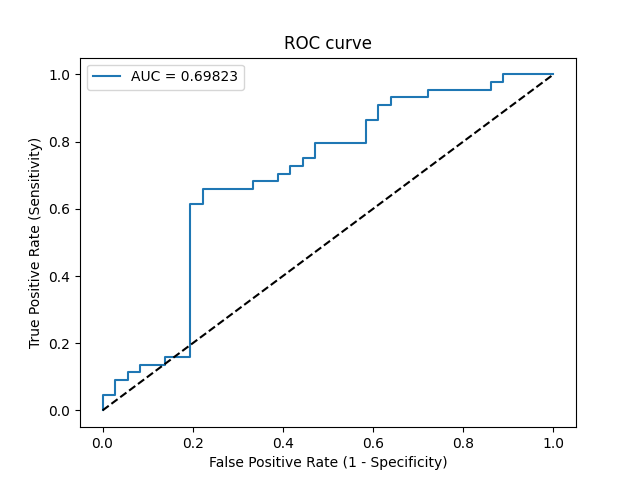 ROC curve
AUC = 0.69823
1.0
0.8
0.6
0.4
0.2
0.0
True Positive Rate (Sensitivity)
0.0 0.2 0.4 0.6 0.8 1.0
False Positive Rate (1 - Specificity)